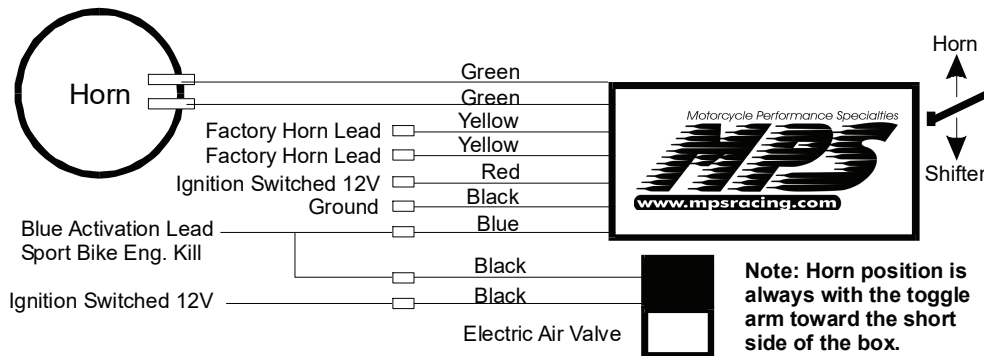 Horn
Green
Green
Factory Horn Lead
Yellow
Factory Horn Lead
Yellow
Ignition Switched 12V
Red
Ground
Black
Blue Activation Lead
Sport Bike Eng. Kill
Blue
Black
Ignition Switched 12V
Black
Electric Air Valve
Motorcycle Performance Specialties
MPS
www.mpsracing.com
Horn
Shifter
Note: Horn position is
always with the toggle
arm toward the short
side of the box.